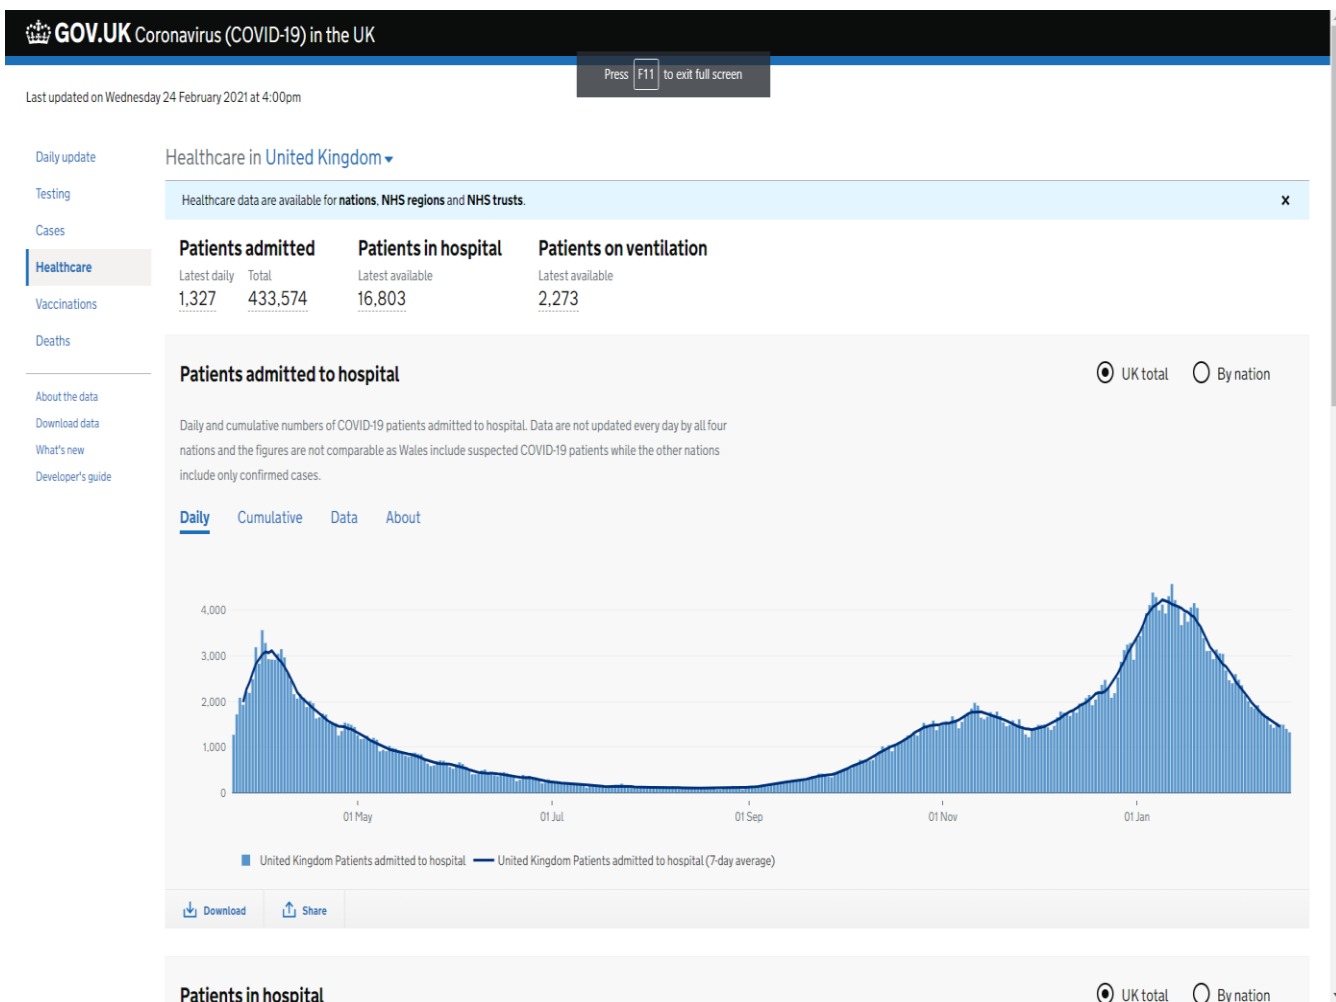 GOV.UK Coronavirus (COVID-19) in the UK
Press F11 to exit full screen
Last updated on Wednesday 24 February 2021 at 4:00pm
Daily update
Testing
Cases
Healthcare
Vaccinations
Deaths
About the data
Download data
What's new
Developer's guide
Healthcare in United Kingdom
Healthcare data are available for nations, NHS regions and NHS trusts. x
Patients admitted Patients in hospital Patients on ventilation
Latest daily Total Latest available Latest available
1,327 433,574 16,803 2,273
Patients admitted to hospital UK total By nation
Daily and cumulative numbers of COVID-19 patients admitted to hospital. Data are not updated every day by all four
nations and the figures are not comparable as Wales include suspected COVID-19 patients while the other nations
include only confirmed cases.
Daily Cumulative Data About
4,000
3,000
2,000
1,000
0
01 May 01 Jul 01 Sep 01 Nov 01 Jan
United Kingdom Patients admitted to hospital United Kingdom Patients admitted to hospital (7-day average)
Download Share
Patients in hospital UK total By nation